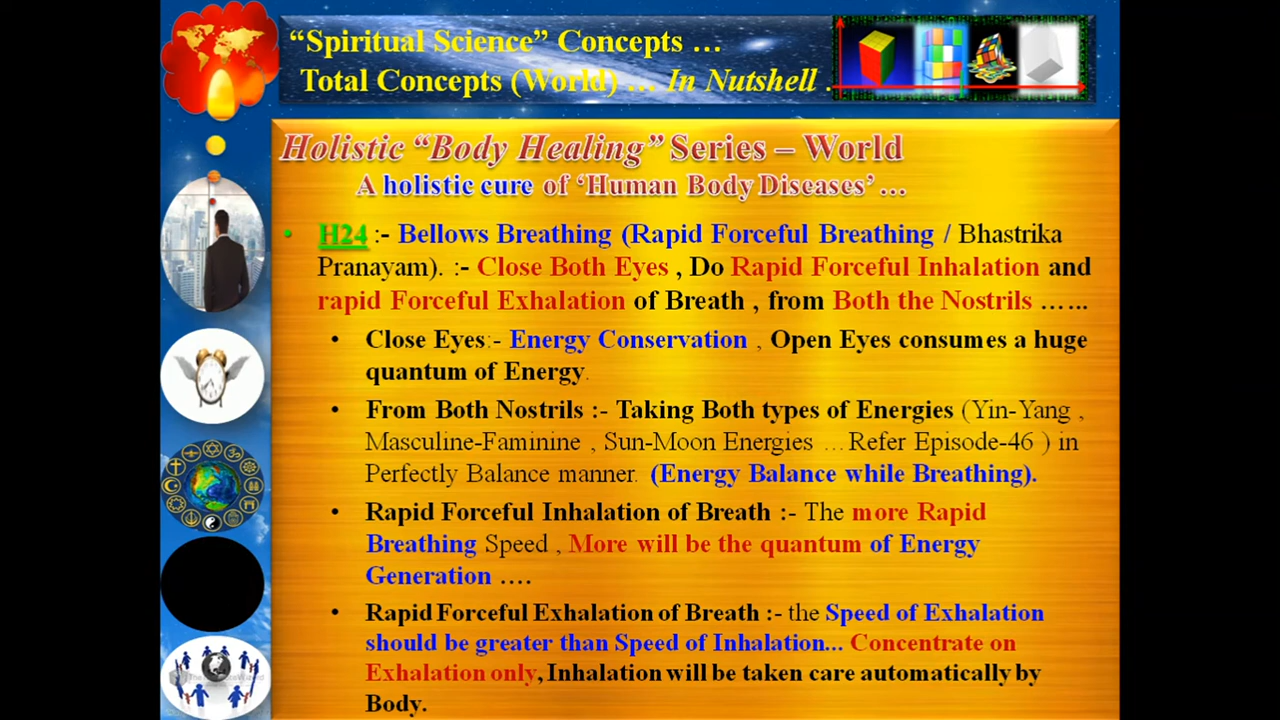 “Spiritual Science” Concepts …
Total Concepts (World) … In Nutshell .
Holistic “Body Healing” Series – World
A holistic cure of ‘Human Body Diseases’ …
• H24 :- Bellows Breathing (Rapid Forceful Breathing / Bhastrika
Pranayam). :- Close Both Eyes , Do Rapid Forceful Inhalation and
rapid Forceful Exhalation of Breath , from Both the Nostrils …...
• Close Eyes:- Energy Conservation , Open Eyes consumes a huge
quantum of Energy.
• From Both Nostrils :- Taking Both types of Energies (Yin-Yang ,
Masculine-Faminine , Sun-Moon Energies …Refer Episode-46 ) in
Perfectly Balance manner. (Energy Balance while Breathing).
• Rapid Forceful Inhalation of Breath :- The more Rapid
Breathing Speed , More will be the quantum of Energy
Generation ….
• Rapid Forceful Exhalation of Breath :- the Speed of Exhalation
should be greater than Speed of Inhalation... Concentrate on
Exhalation only, Inhalation will be taken care automatically by
Body.